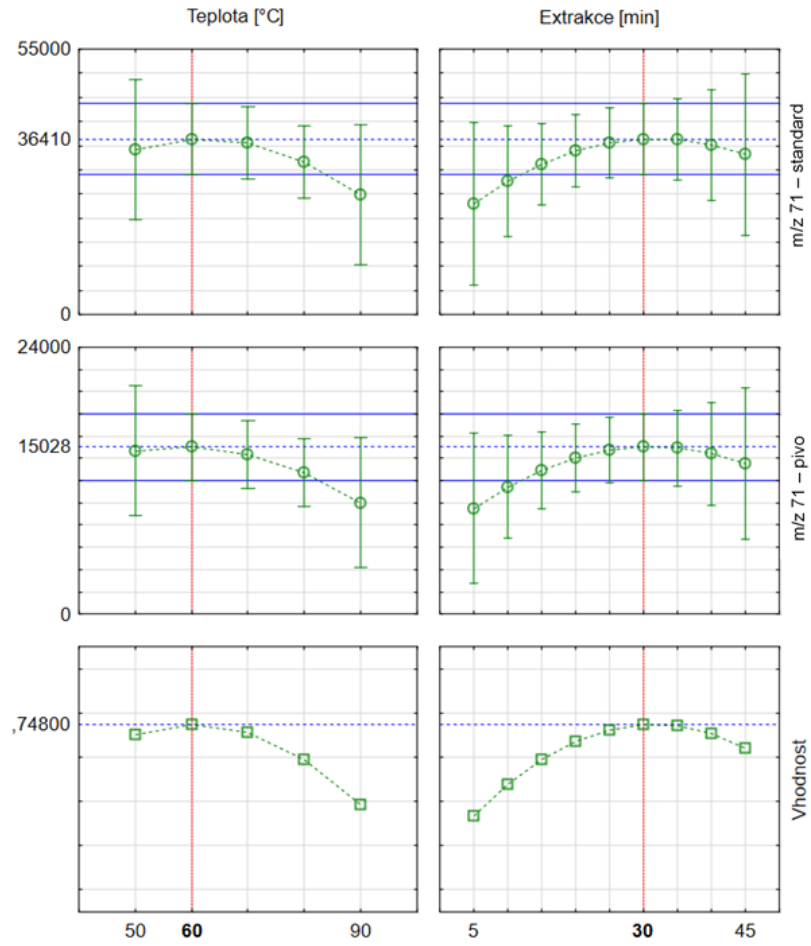 Teplota [°C]
Extrakce [min]
55000
36410
0
m/z 71 – standard
24000
15028
0
m/z 71 – pivo
,74800
Vhodnost
50 60 90
5 30 45